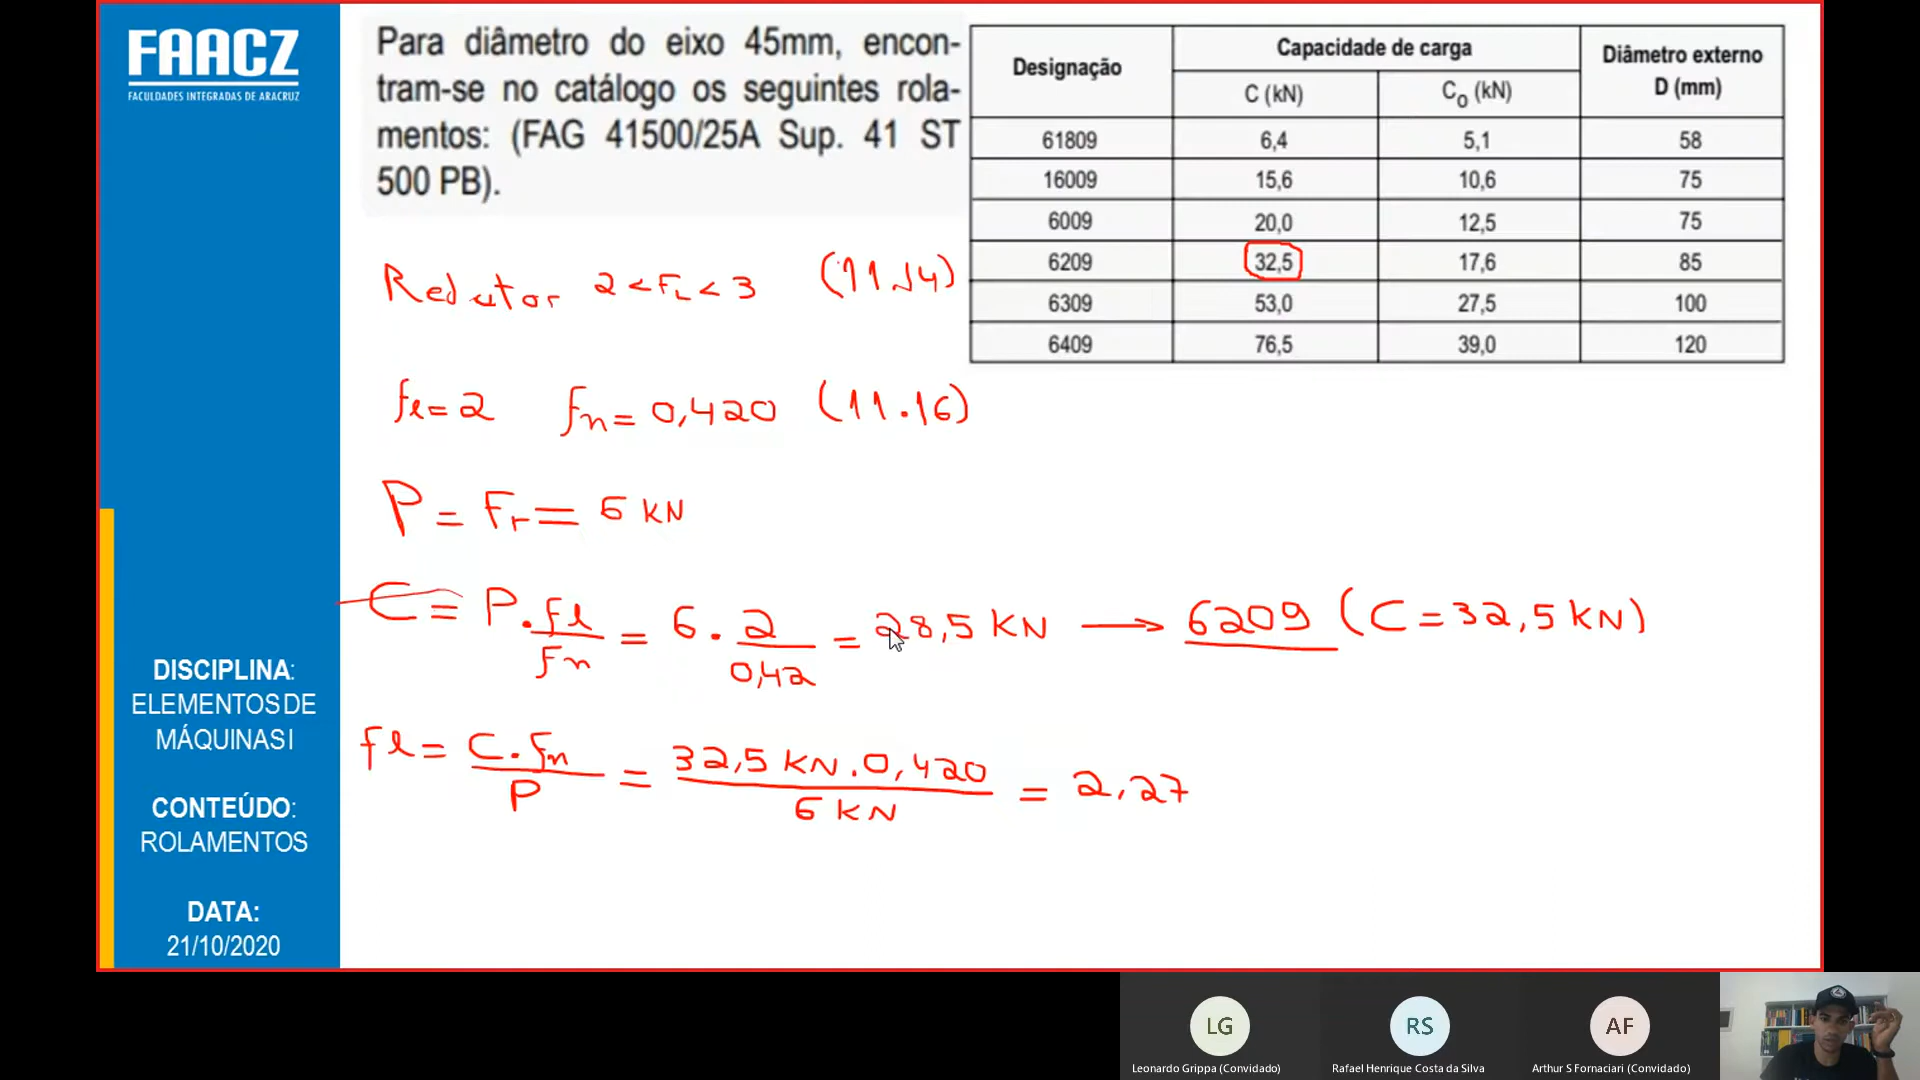 FAACZ
FACULDADES INTEGRADAS DE ARACRUZ
Para diâmetro do eixo 45mm, encon-
tram-se no catálogo os seguintes rola-
mentos: (FAG 41500/25A Sup. 41 ST
500 PB).
Designação Capacidade de carga Diâmetro externo D (mm)
C (kN) C₀ (kN)
61809 6,4 5,1 58
16009 15,6 10,6 75
6009 20,0 12,5 75
6209 32,5 17,6 85
6309 53,0 27,5 100
6409 76,5 39,0 120
Redutor 2 < FL < 3 (11.14)
fl = 2 fn = 0,420 (11.16)
P = Fr = 6 KN
C = P . fl / fn = 6 . 2 / 0,42 = 28,5 KN → 6209 (C = 32,5 KN)
fl = C . fn / P = 32,5 KN . 0,420 / 6 KN = 2,27
DISCIPLINA:
ELEMENTOS DE
MÁQUINAS I
CONTEÚDO:
ROLAMENTOS
DATA:
21/10/2020
LG RS AF
Leonardo Grippa (Convidado) Rafael Henrique Costa da Silva Arthur S Fornaciari (Convidado)